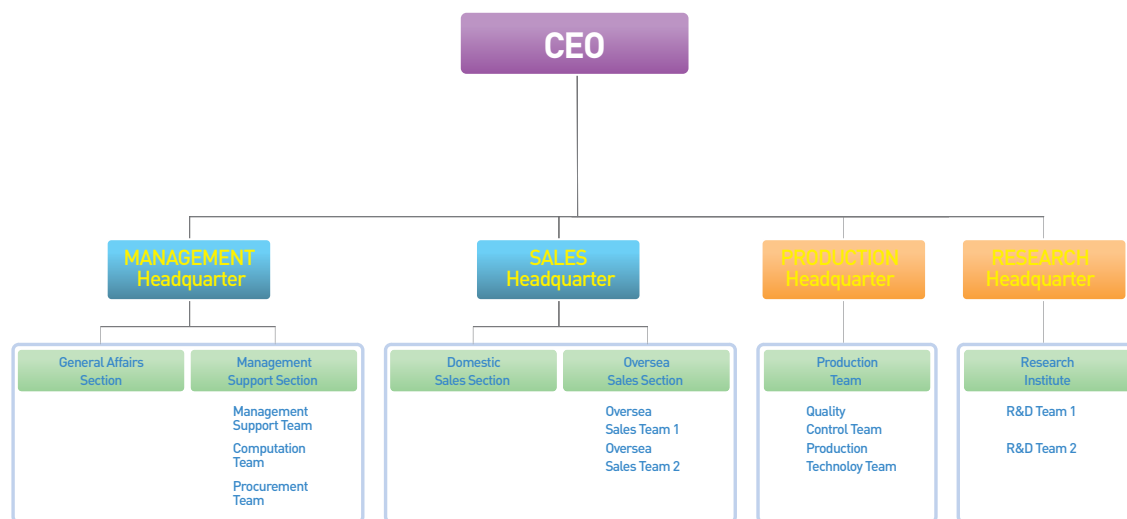 CEO
MANAGEMENT
Headquarter
SALES
Headquarter
PRODUCTION
Headquarter
RESEARCH
Headquarter
General Affairs
Section
Management
Support Section
Domestic
Sales Section
Oversea
Sales Section
Production
Team
Research
Institute
Management
Support Team
Computation
Team
Procurement
Team
Oversea
Sales Team 1
Oversea
Sales Team 2
Quality
Control Team
Production
Technoloy Team
R&D Team 1
R&D Team 2